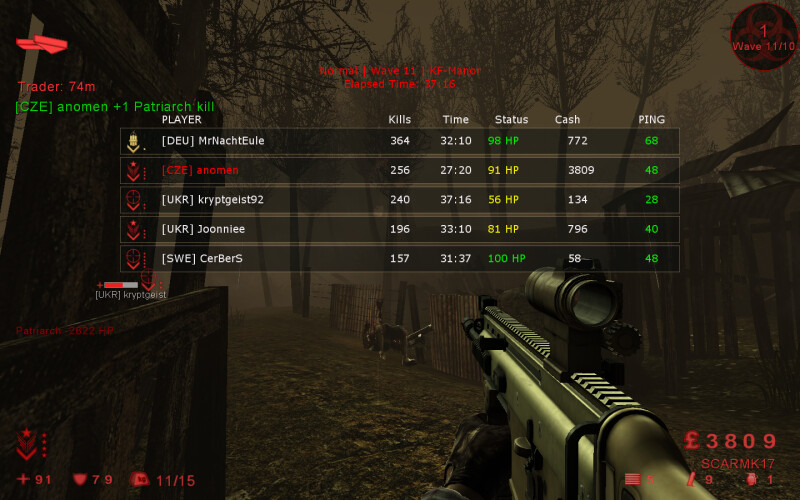 1
Wave 11/10
Normal | Wave 11 | KF-Manor
Elapsed Time: 37:16
Trader: 74m
[CZE] anomen +1 Patriarch kill
PLAYER Kills Time Status Cash PING
[DEU] MrNachtEule 364 32:10 98 HP 772 68
[CZE] anomen 256 27:20 91 HP 3809 48
[UKR] kryptgeist92 240 37:16 56 HP 134 28
[UKR] Joonniee 196 33:10 81 HP 796 40
[SWE] CerBerS 157 31:37 100 HP 58 48
[UKR] kryptgeist
Patriarch -2622 HP
£3809
SCARMK17
91 79 11/15 9 1